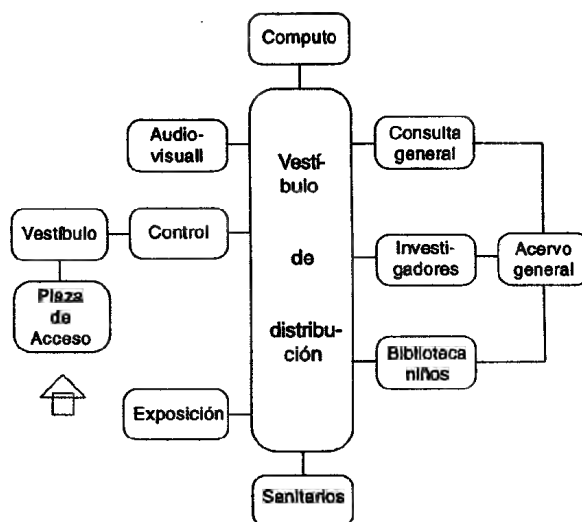 Computo
Audio-
visuall
Vestí-
bulo
de
distribu-
ción
Consulta
general
Vestíbulo
Control
Investi-
gadores
Acervo
general
Plaza
de
Acceso
Biblioteca
niños
Exposición
Sanitarios